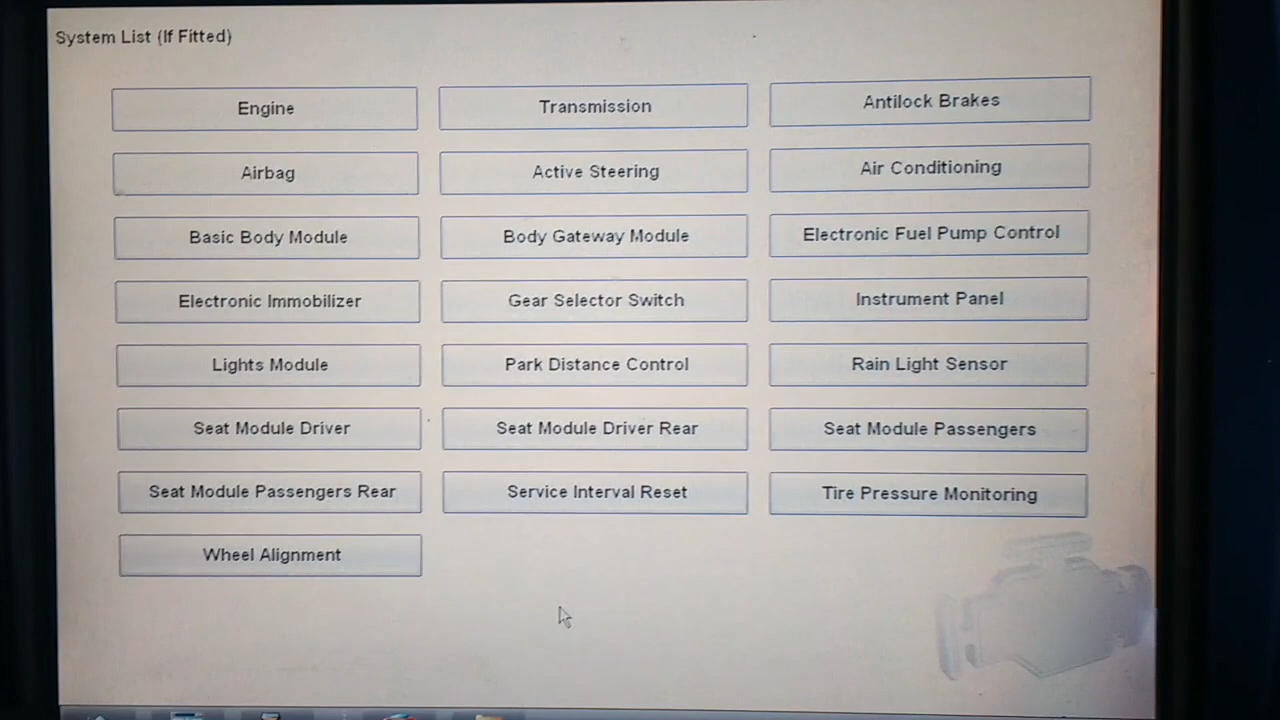 System List (If Fitted)
Engine
Transmission
Antilock Brakes
Airbag
Active Steering
Air Conditioning
Basic Body Module
Body Gateway Module
Electronic Fuel Pump Control
Electronic Immobilizer
Gear Selector Switch
Instrument Panel
Lights Module
Park Distance Control
Rain Light Sensor
Seat Module Driver
Seat Module Driver Rear
Seat Module Passengers
Seat Module Passengers Rear
Service Interval Reset
Tire Pressure Monitoring
Wheel Alignment